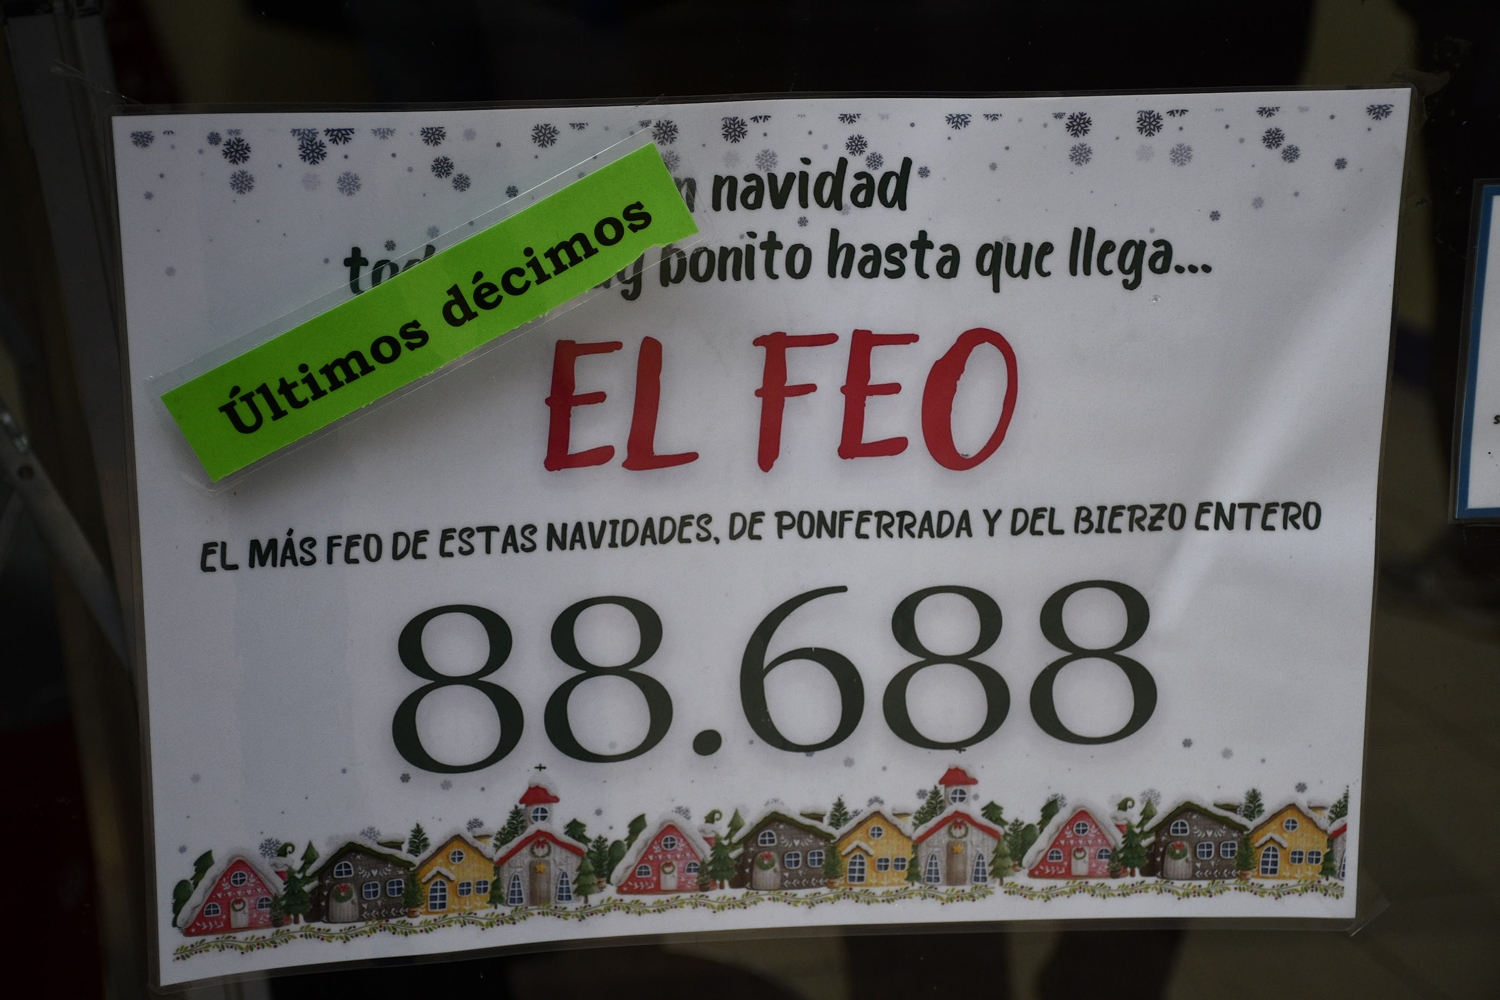 navidad
bonito hasta que llega...
Últimos décimos
EL FEO
EL MÁS FEO DE ESTAS NAVIDADES, DE PONFERRADA Y DEL BIERZO ENTERO
88.688